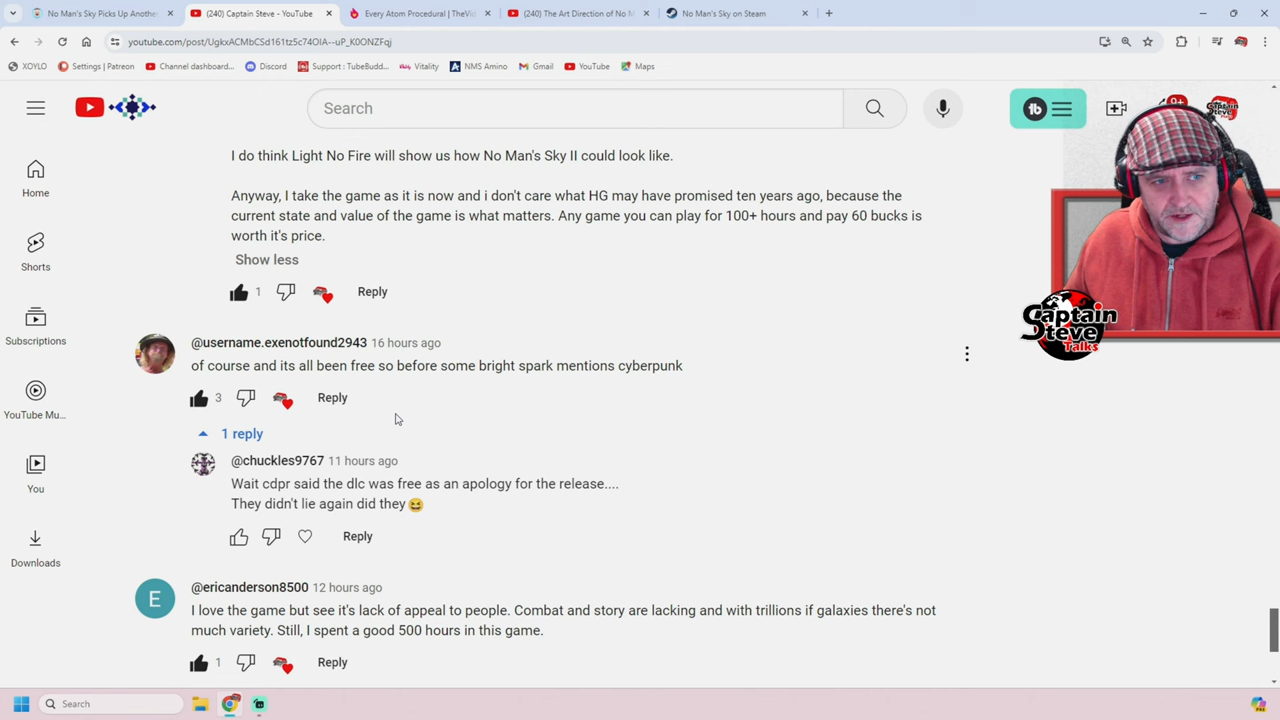 No Man's Sky Picks Up Anothe
(240) Captain Steve - YouTube
Every Atom Procedural | TheVid
(240) The Art Direction of No M
No Man's Sky on Steam
youtube.com/post/UgkxACMbCSd161tz5c74OIA--uP_K0ONZFqj
XOYLO
Settings | Patreon
Channel dashboard...
Discord
Support : TubeBudd...
Vitality
NMS Amino
Gmail
YouTube
Maps
Search
9+
Home
Shorts
Subscriptions
YouTube Mu...
You
Downloads
I do think Light No Fire will show us how No Man's Sky II could look like.
Anyway, I take the game as it is now and i don't care what HG may have promised ten years ago, because the
current state and value of the game is what matters. Any game you can play for 100+ hours and pay 60 bucks is
worth it's price.
Show less
1 Reply
@username.exenotfound2943 16 hours ago
of course and its all been free so before some bright spark mentions cyberpunk
3 Reply
1 reply
@chuckles9767 11 hours ago
Wait cdpr said the dlc was free as an apology for the release....
They didn't lie again did they 😆
Reply
E
@ericanderson8500 12 hours ago
I love the game but see it's lack of appeal to people. Combat and story are lacking and with trillions if galaxies there's not
much variety. Still, I spent a good 500 hours in this game.
1 Reply
Captain
Steve
Talks
Search